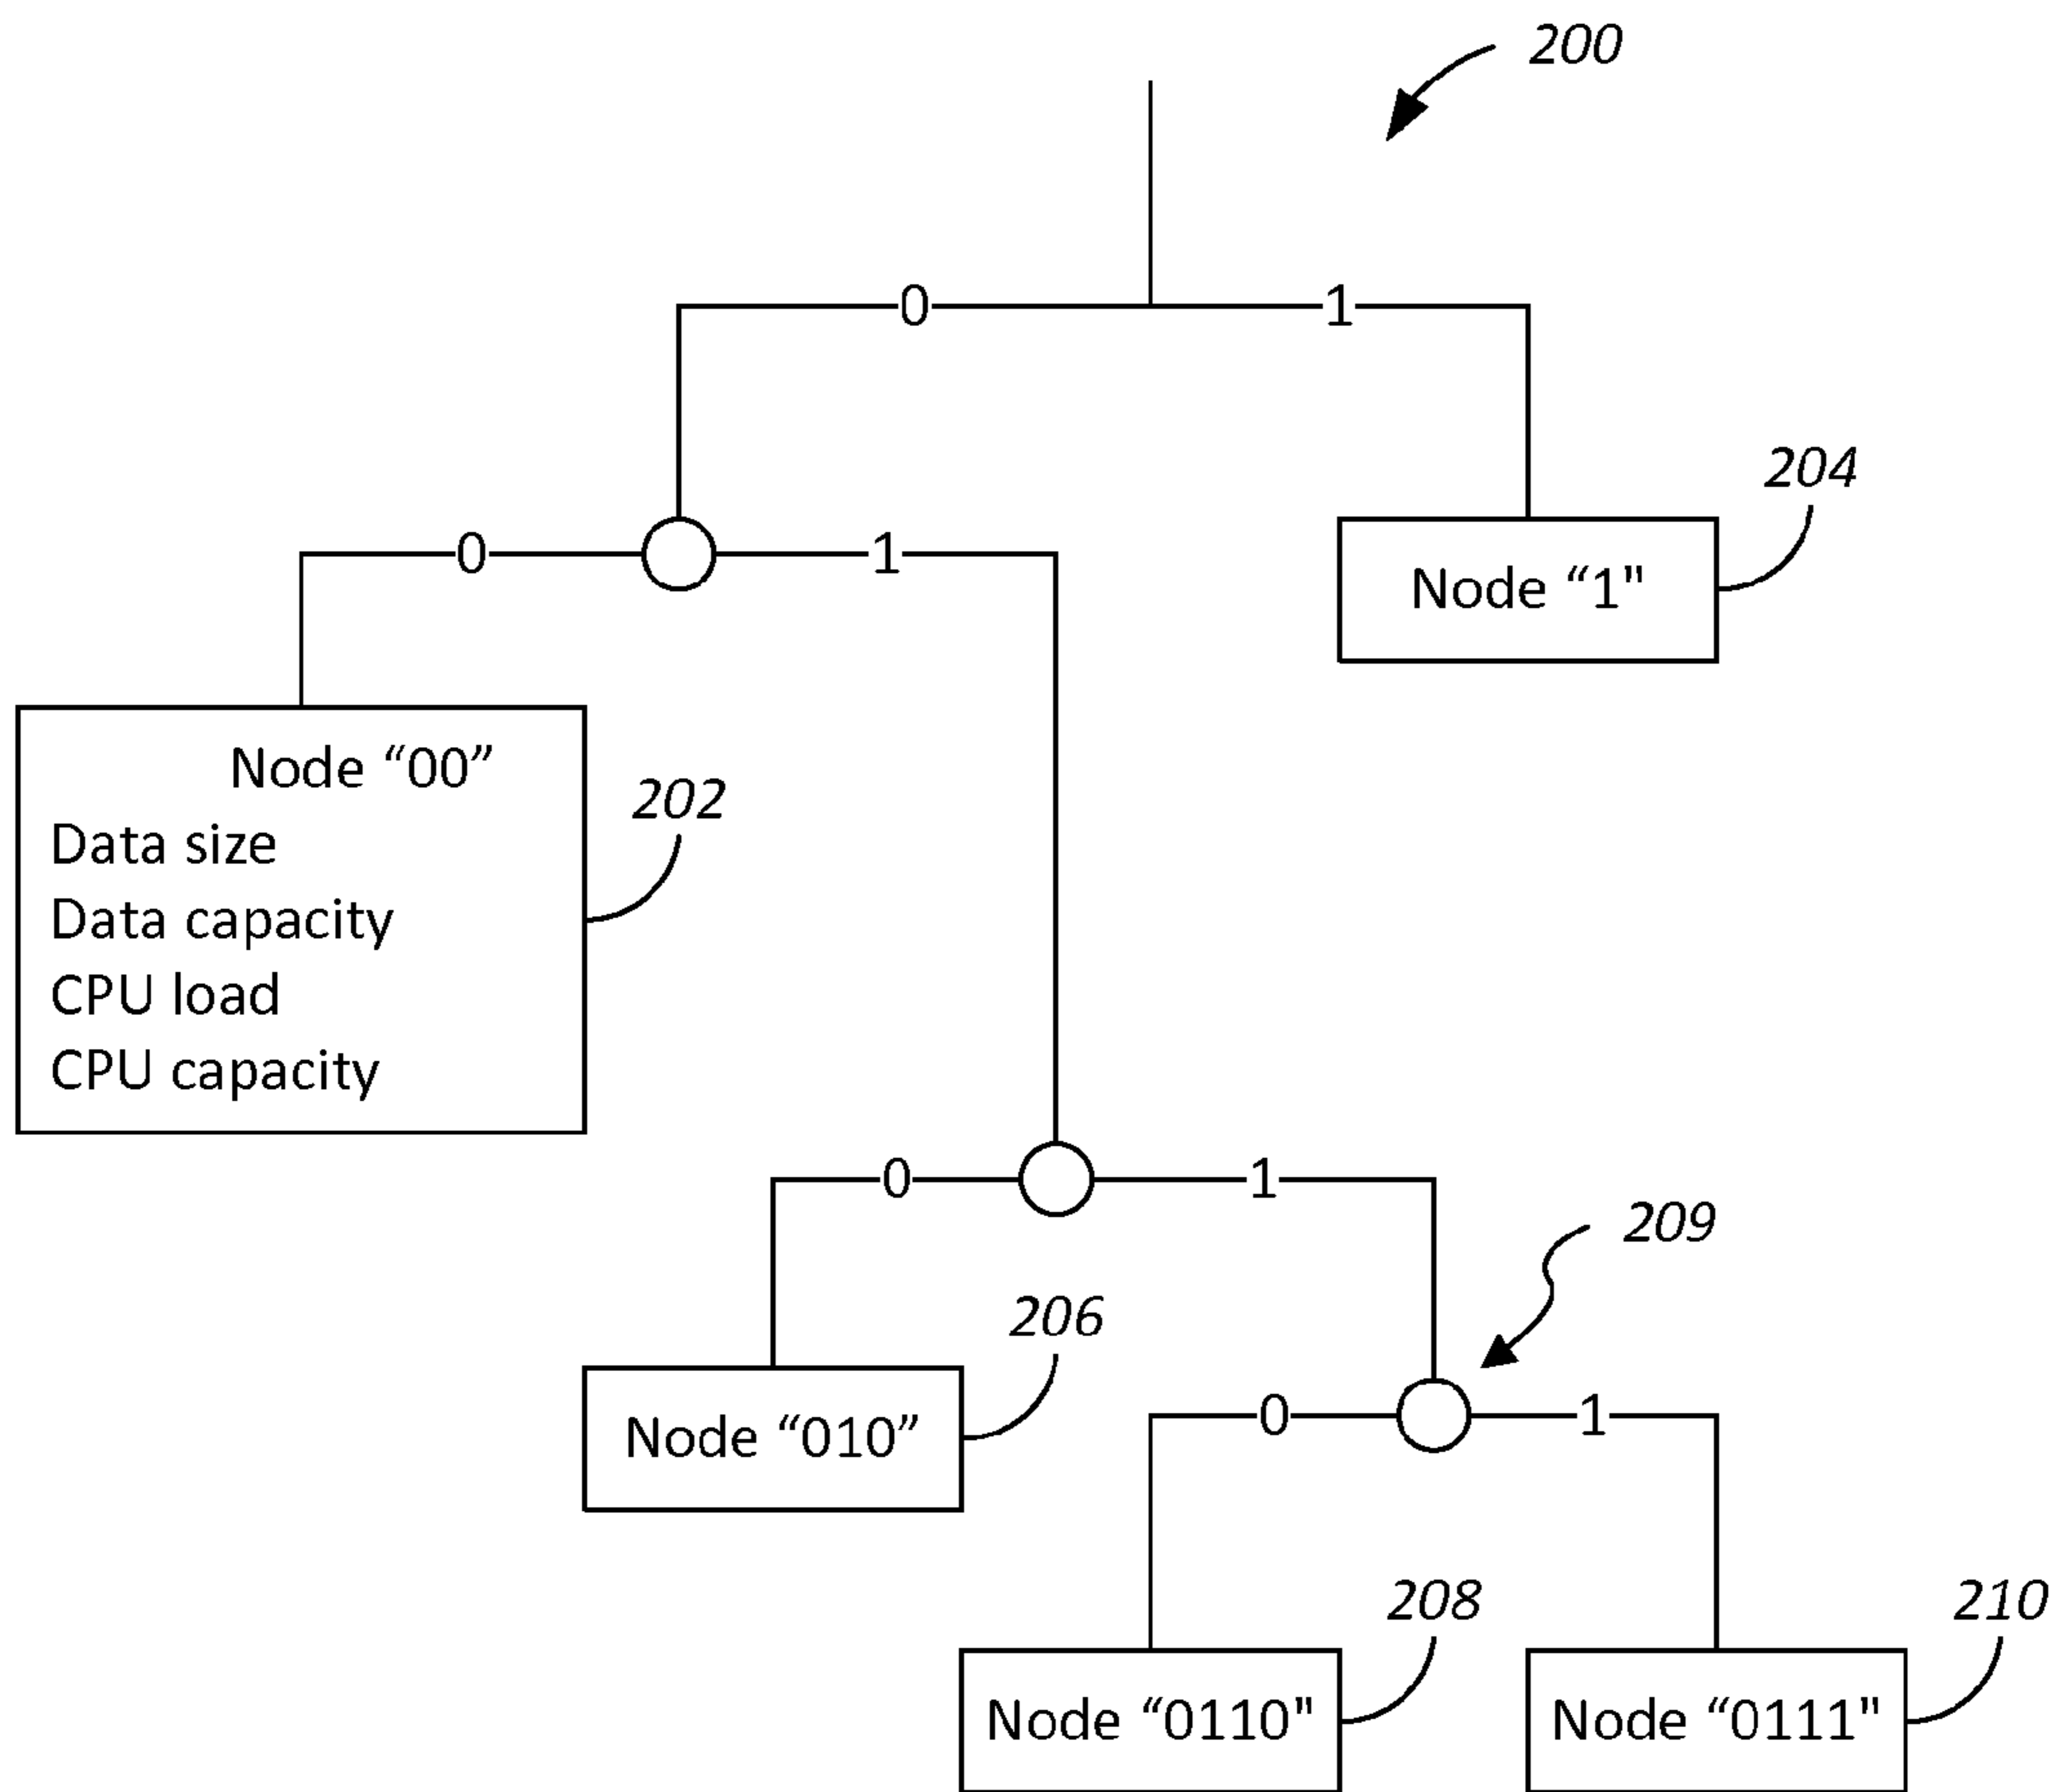 200
0
1
204
Node “1"
0
1
Node “00”
Data size
Data capacity
CPU load
CPU capacity
202
0
1
209
206
Node “010”
0
1
208
210
Node “0110"
Node “0111"